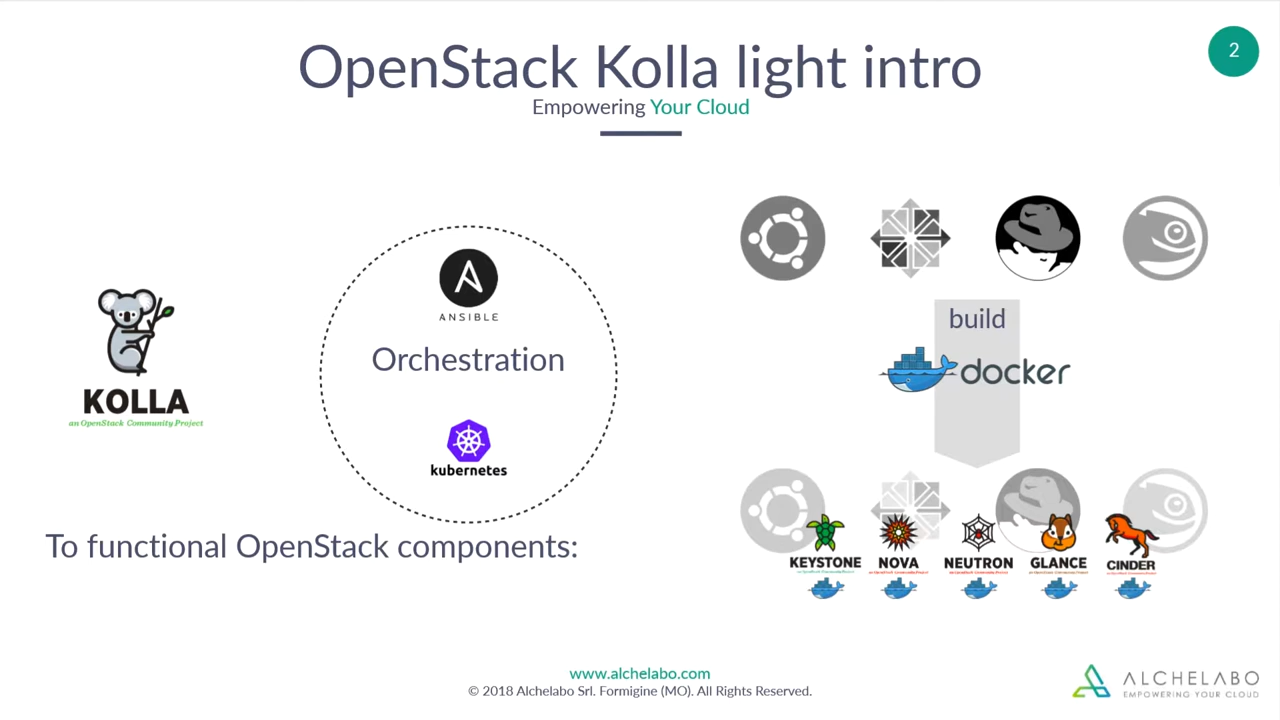 OpenStack Kolla light intro
2
Empowering Your Cloud
ANSIBLE
Orchestration
kubernetes
KOLLA
an OpenStack Community Project
build
docker
To functional OpenStack components:
KEYSTONE
NOVA
NEUTRON
GLANCE
CINDER
www.alchelabo.com
© 2018 Alchelabo Srl. Formigine (MO). All Rights Reserved.
ALCHELABO
EMPOWERING YOUR CLOUD